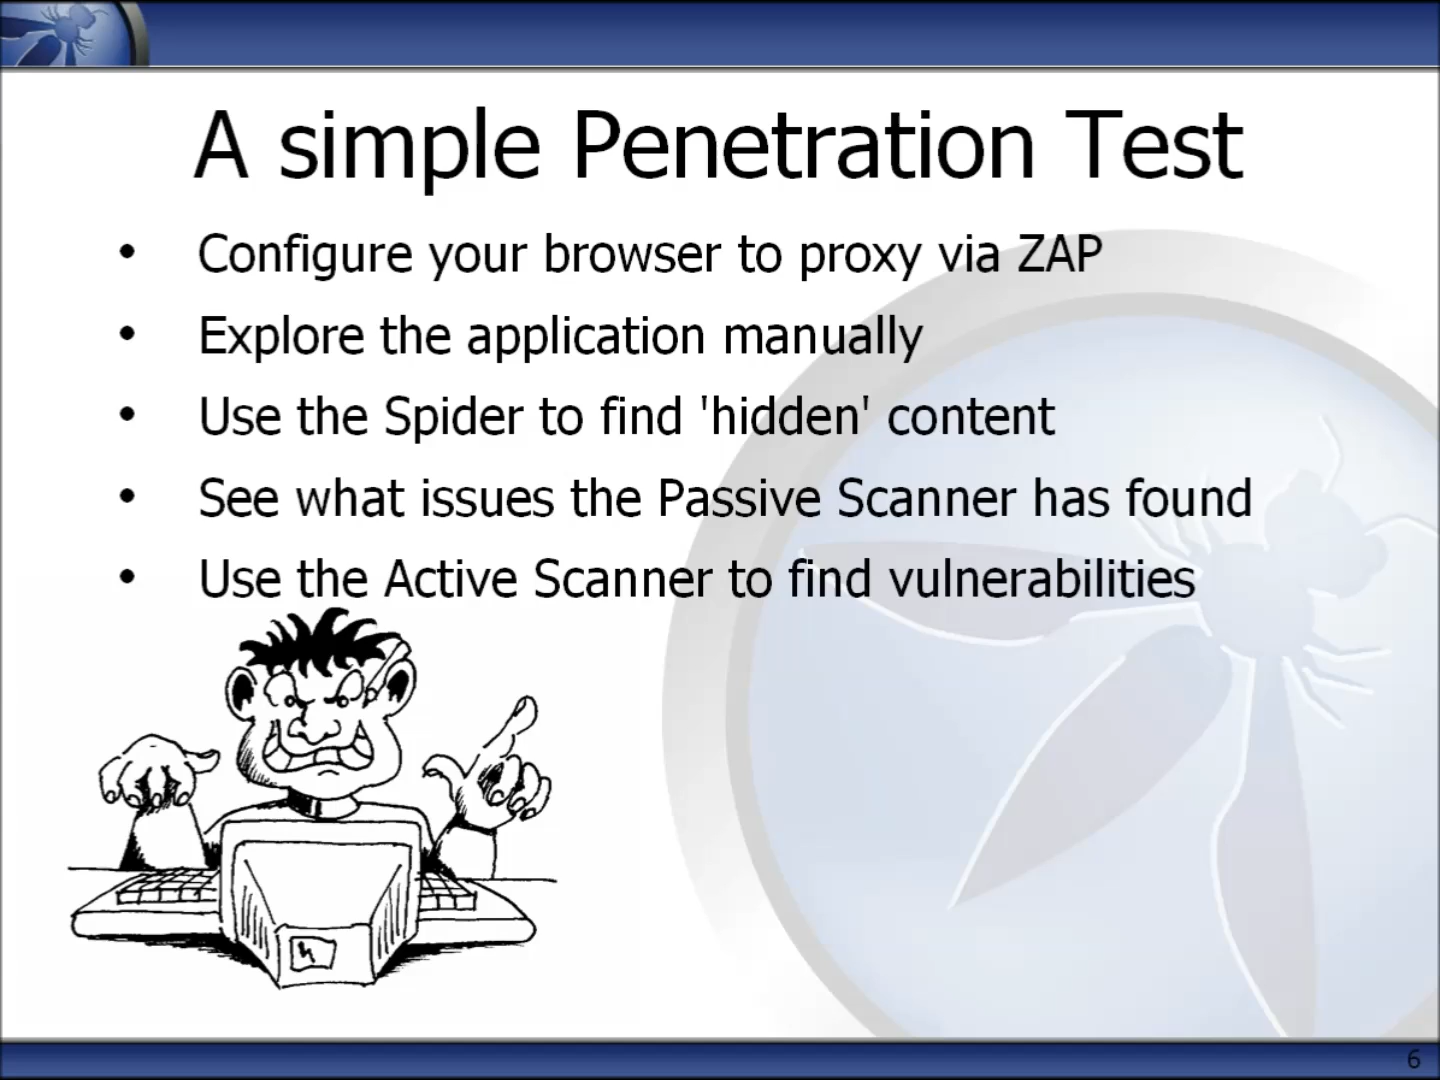 A simple Penetration Test
• Configure your browser to proxy via ZAP
• Explore the application manually
• Use the Spider to find 'hidden' content
• See what issues the Passive Scanner has found
• Use the Active Scanner to find vulnerabilities
6